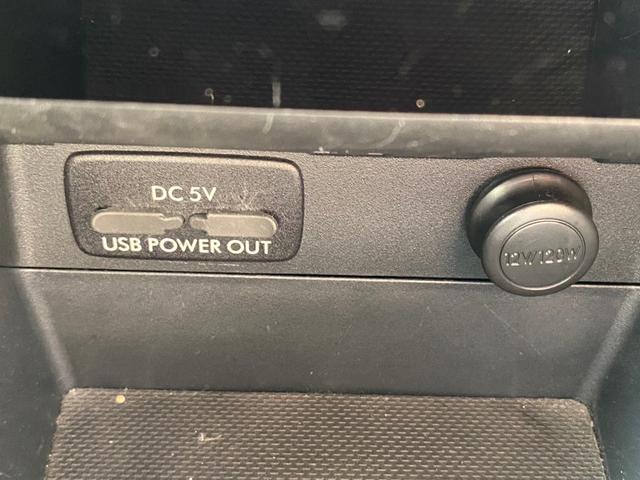 DC 5V
USB POWER OUT
12V/120W